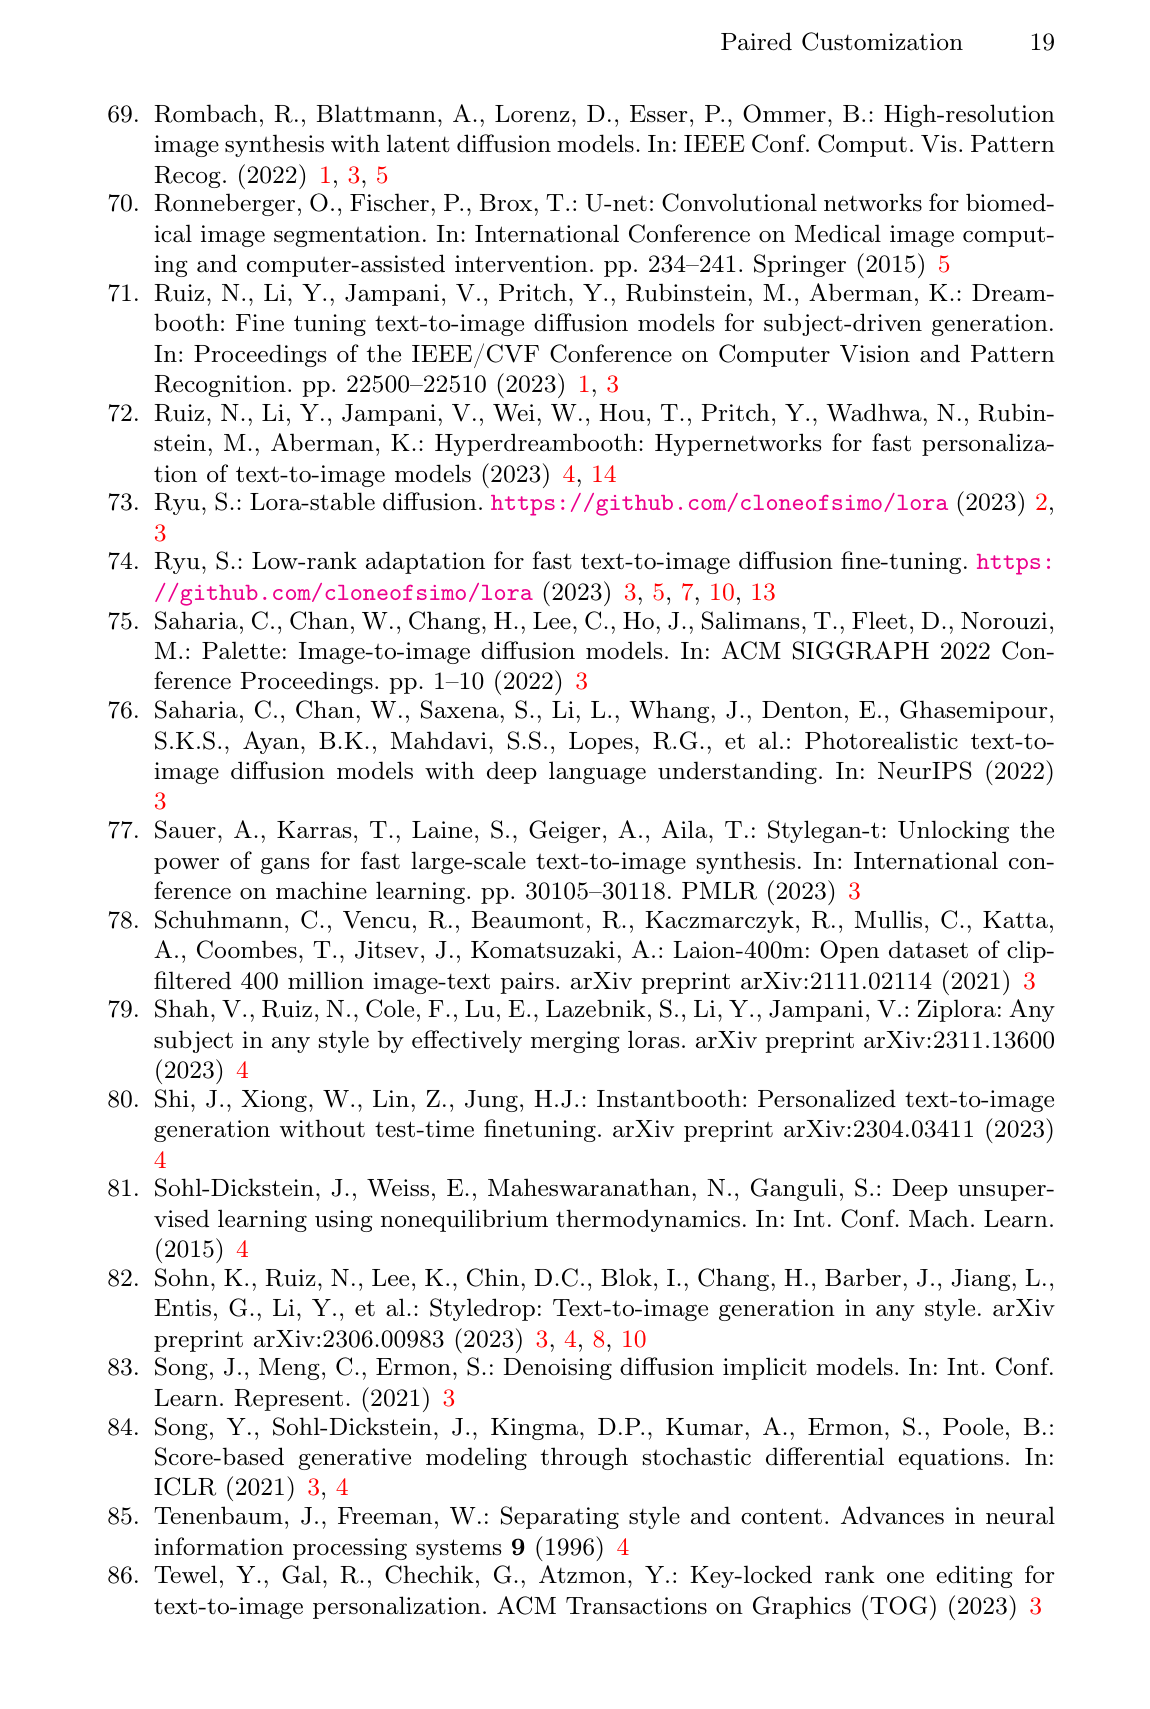 Paired Customization 19
69. Rombach, R., Blattmann, A., Lorenz, D., Esser, P., Ommer, B.: High-resolution
image synthesis with latent diffusion models. In: IEEE Conf. Comput. Vis. Pattern
Recog. (2022) 1, 3, 5
70. Ronneberger, O., Fischer, P., Brox, T.: U-net: Convolutional networks for biomed-
ical image segmentation. In: International Conference on Medical image comput-
ing and computer-assisted intervention. pp. 234–241. Springer (2015) 5
71. Ruiz, N., Li, Y., Jampani, V., Pritch, Y., Rubinstein, M., Aberman, K.: Dream-
booth: Fine tuning text-to-image diffusion models for subject-driven generation.
In: Proceedings of the IEEE/CVF Conference on Computer Vision and Pattern
Recognition. pp. 22500–22510 (2023) 1, 3
72. Ruiz, N., Li, Y., Jampani, V., Wei, W., Hou, T., Pritch, Y., Wadhwa, N., Rubin-
stein, M., Aberman, K.: Hyperdreambooth: Hypernetworks for fast personaliza-
tion of text-to-image models (2023) 4, 14
73. Ryu, S.: Lora-stable diffusion. https://github.com/cloneofsimo/lora (2023) 2,
3
74. Ryu, S.: Low-rank adaptation for fast text-to-image diffusion fine-tuning. https:
//github.com/cloneofsimo/lora (2023) 3, 5, 7, 10, 13
75. Saharia, C., Chan, W., Chang, H., Lee, C., Ho, J., Salimans, T., Fleet, D., Norouzi,
M.: Palette: Image-to-image diffusion models. In: ACM SIGGRAPH 2022 Con-
ference Proceedings. pp. 1–10 (2022) 3
76. Saharia, C., Chan, W., Saxena, S., Li, L., Whang, J., Denton, E., Ghasemipour,
S.K.S., Ayan, B.K., Mahdavi, S.S., Lopes, R.G., et al.: Photorealistic text-to-
image diffusion models with deep language understanding. In: NeurIPS (2022)
3
77. Sauer, A., Karras, T., Laine, S., Geiger, A., Aila, T.: Stylegan-t: Unlocking the
power of gans for fast large-scale text-to-image synthesis. In: International con-
ference on machine learning. pp. 30105–30118. PMLR (2023) 3
78. Schuhmann, C., Vencu, R., Beaumont, R., Kaczmarczyk, R., Mullis, C., Katta,
A., Coombes, T., Jitsev, J., Komatsuzaki, A.: Laion-400m: Open dataset of clip-
filtered 400 million image-text pairs. arXiv preprint arXiv:2111.02114 (2021) 3
79. Shah, V., Ruiz, N., Cole, F., Lu, E., Lazebnik, S., Li, Y., Jampani, V.: Ziplora: Any
subject in any style by effectively merging loras. arXiv preprint arXiv:2311.13600
(2023) 4
80. Shi, J., Xiong, W., Lin, Z., Jung, H.J.: Instantbooth: Personalized text-to-image
generation without test-time finetuning. arXiv preprint arXiv:2304.03411 (2023)
4
81. Sohl-Dickstein, J., Weiss, E., Maheswaranathan, N., Ganguli, S.: Deep unsuper-
vised learning using nonequilibrium thermodynamics. In: Int. Conf. Mach. Learn.
(2015) 4
82. Sohn, K., Ruiz, N., Lee, K., Chin, D.C., Blok, I., Chang, H., Barber, J., Jiang, L.,
Entis, G., Li, Y., et al.: Styledrop: Text-to-image generation in any style. arXiv
preprint arXiv:2306.00983 (2023) 3, 4, 8, 10
83. Song, J., Meng, C., Ermon, S.: Denoising diffusion implicit models. In: Int. Conf.
Learn. Represent. (2021) 3
84. Song, Y., Sohl-Dickstein, J., Kingma, D.P., Kumar, A., Ermon, S., Poole, B.:
Score-based generative modeling through stochastic differential equations. In:
ICLR (2021) 3, 4
85. Tenenbaum, J., Freeman, W.: Separating style and content. Advances in neural
information processing systems 9 (1996) 4
86. Tewel, Y., Gal, R., Chechik, G., Atzmon, Y.: Key-locked rank one editing for
text-to-image personalization. ACM Transactions on Graphics (TOG) (2023) 3